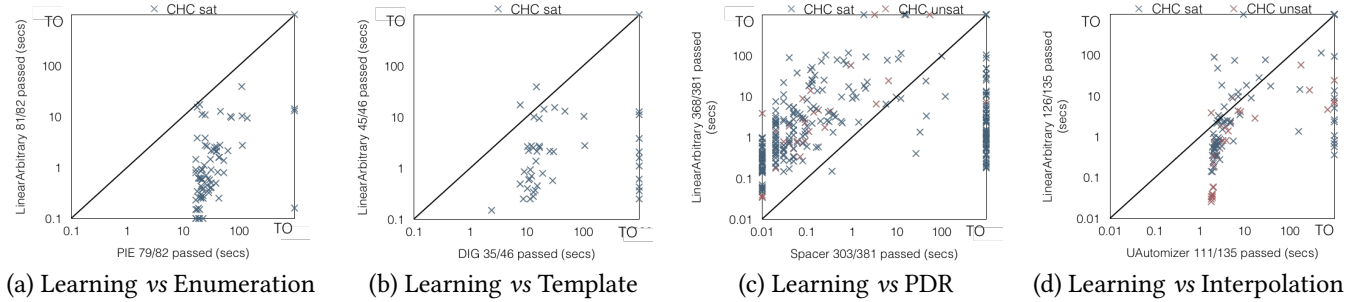 × CHC sat
TO
100
10
1
0.1
LinearArbitrary 81/82 passed (secs)
0.1 1 10 100 TO
PIE 79/82 passed (secs)
(a) Learning vs Enumeration
× CHC sat
TO
100
10
1
0.1
LinearArbitrary 45/46 passed (secs)
0.1 1 10 100 TO
DIG 35/46 passed (secs)
(b) Learning vs Template
× CHC sat × CHC unsat
TO
100
10
1
0.1
0.01
LinearArbitrary 368/381 passed
(secs)
0.01 0.1 1 10 100 TO
Spacer 303/381 passed (secs)
(c) Learning vs PDR
× CHC sat × CHC unsat
TO
100
10
1
0.1
0.01
LinearArbitrary 126/135 passed
(secs)
0.01 0.1 1 10 100 TO
UAutomizer 111/135 passed (secs)
(d) Learning vs Interpolation